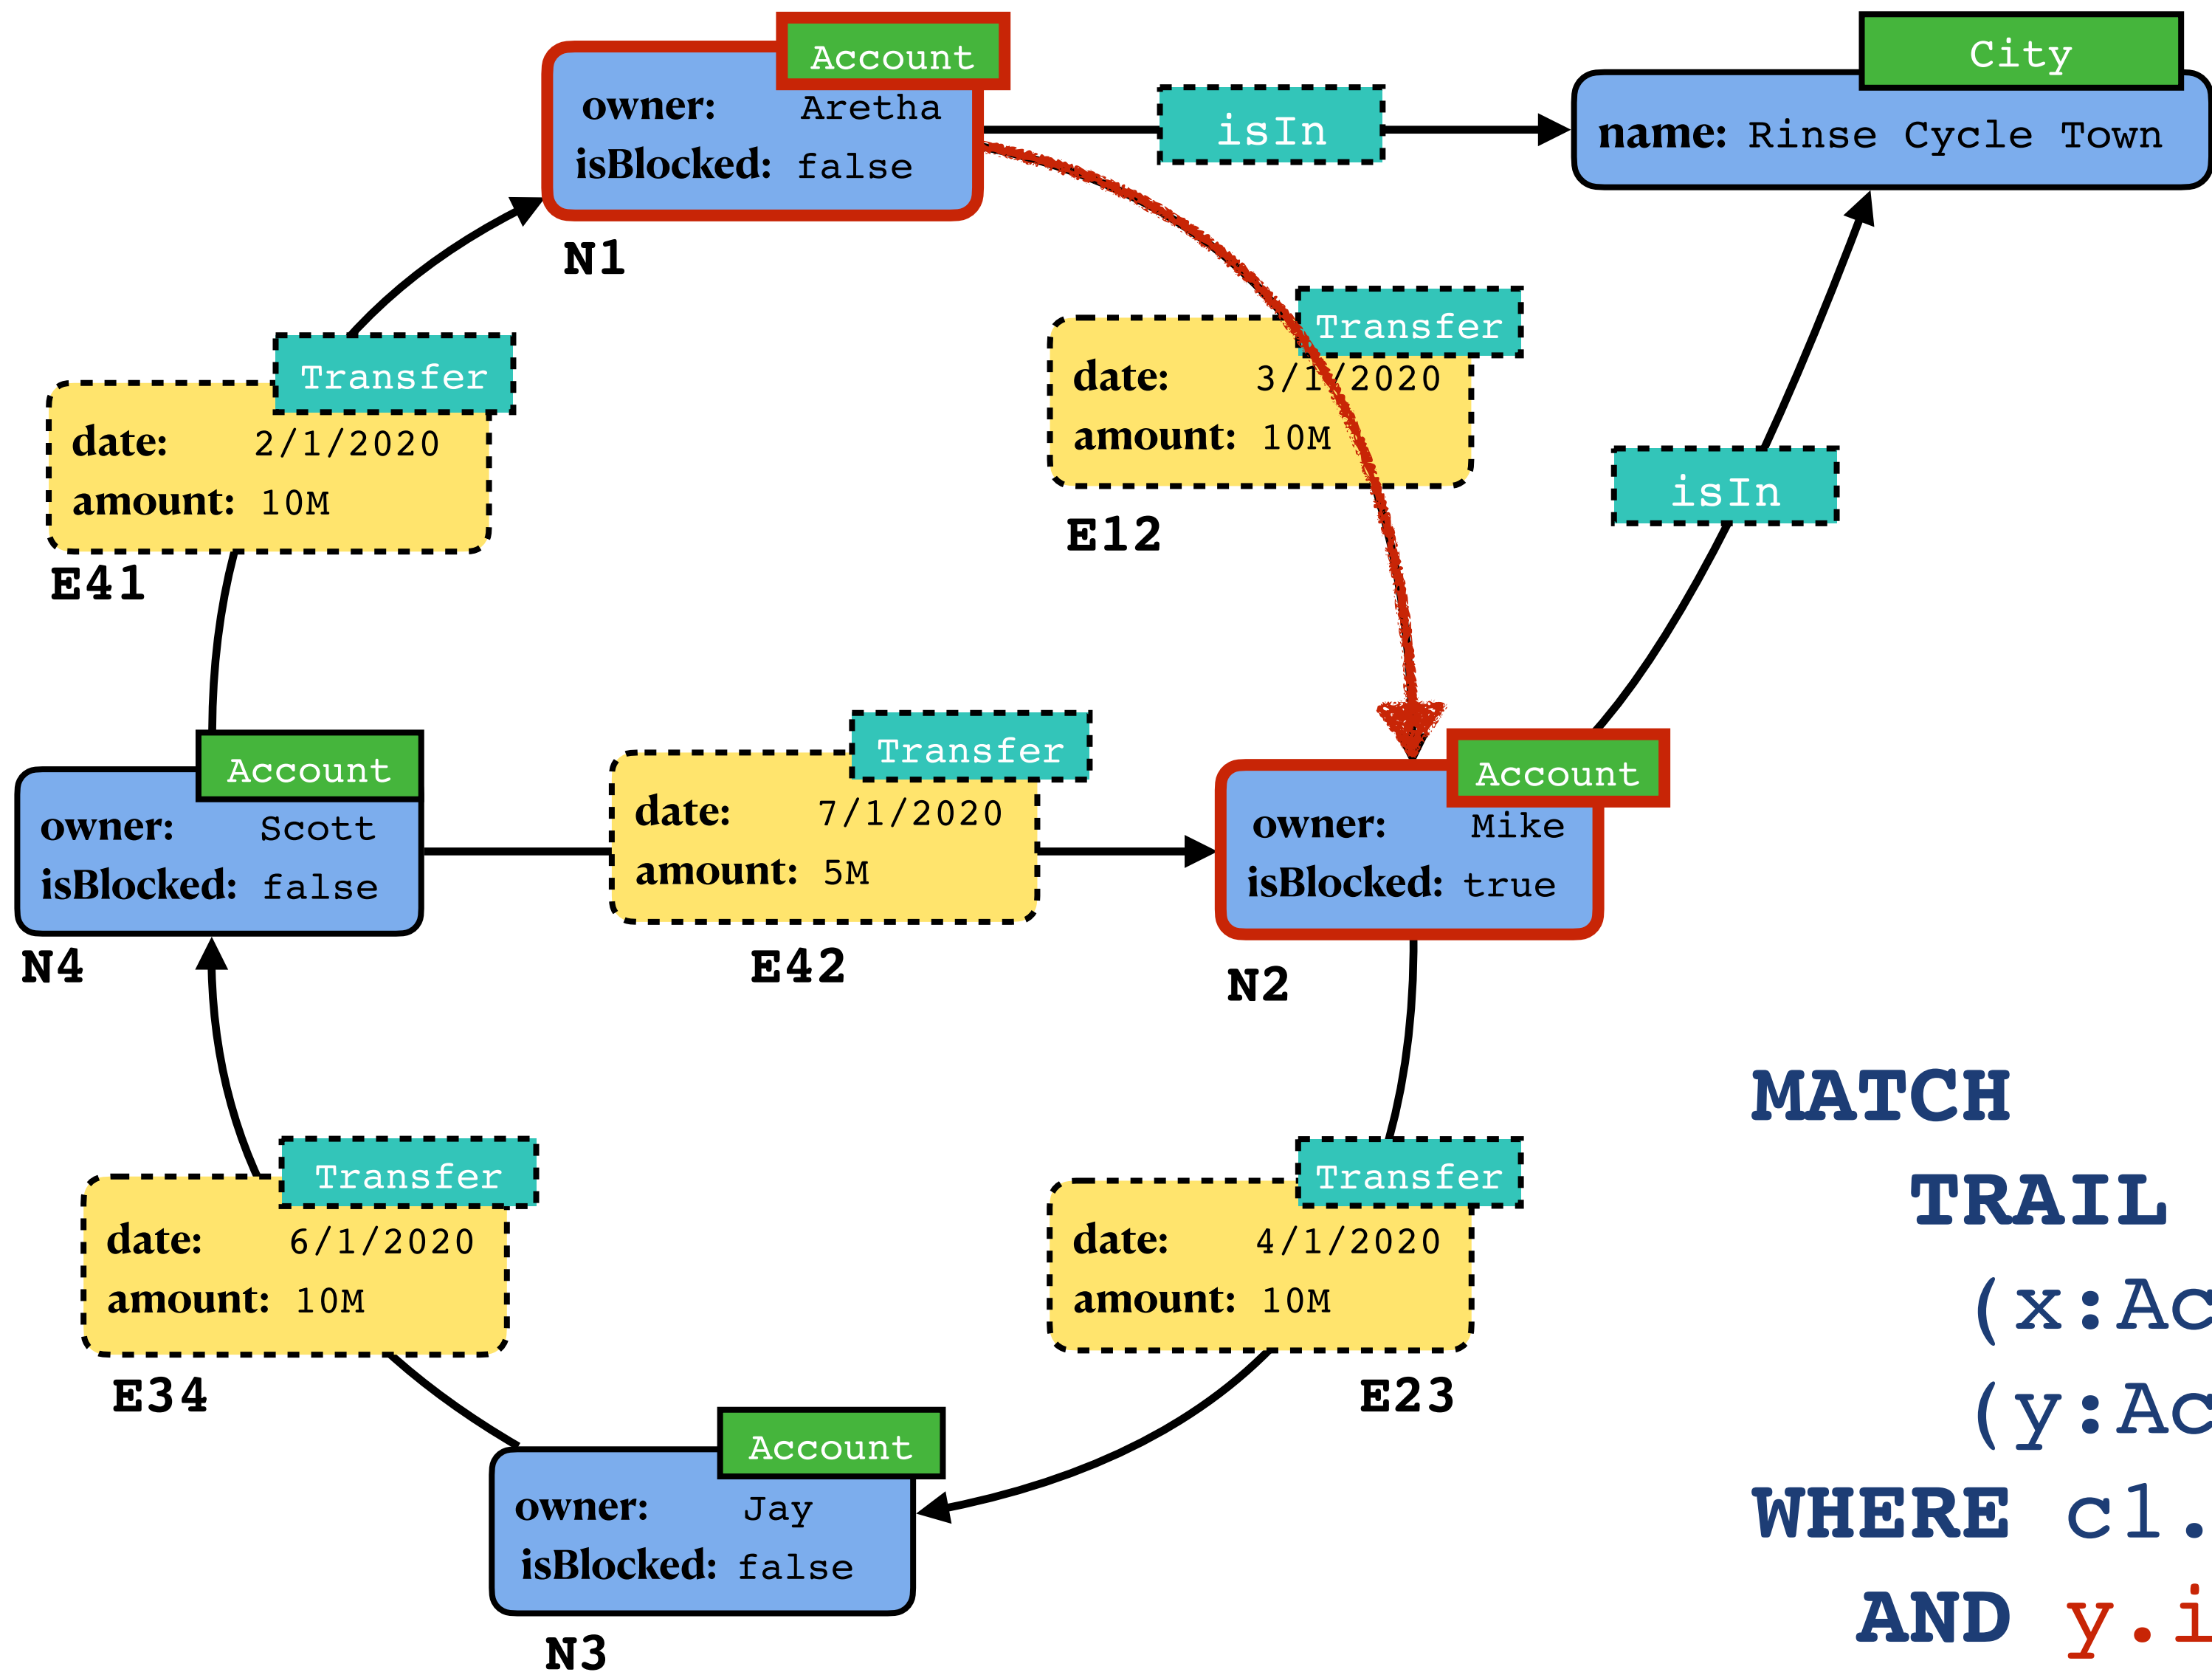 Account
owner: Aretha
isBlocked: false
N1
isIn
City
name: Rinse Cycle Town
Transfer
date: 3/1/2020
amount: 10M
E12
Transfer
date: 2/1/2020
amount: 10M
E41
isIn
Account
owner: Scott
isBlocked: false
N4
Transfer
date: 7/1/2020
amount: 5M
E42
Account
owner: Mike
isBlocked: true
N2
Transfer
date: 6/1/2020
amount: 10M
E34
Transfer
date: 4/1/2020
amount: 10M
E23
Account
owner: Jay
isBlocked: false
N3
MATCH
TRAIL
(x:Ac
(y:Ac
WHERE c1.
AND y.i